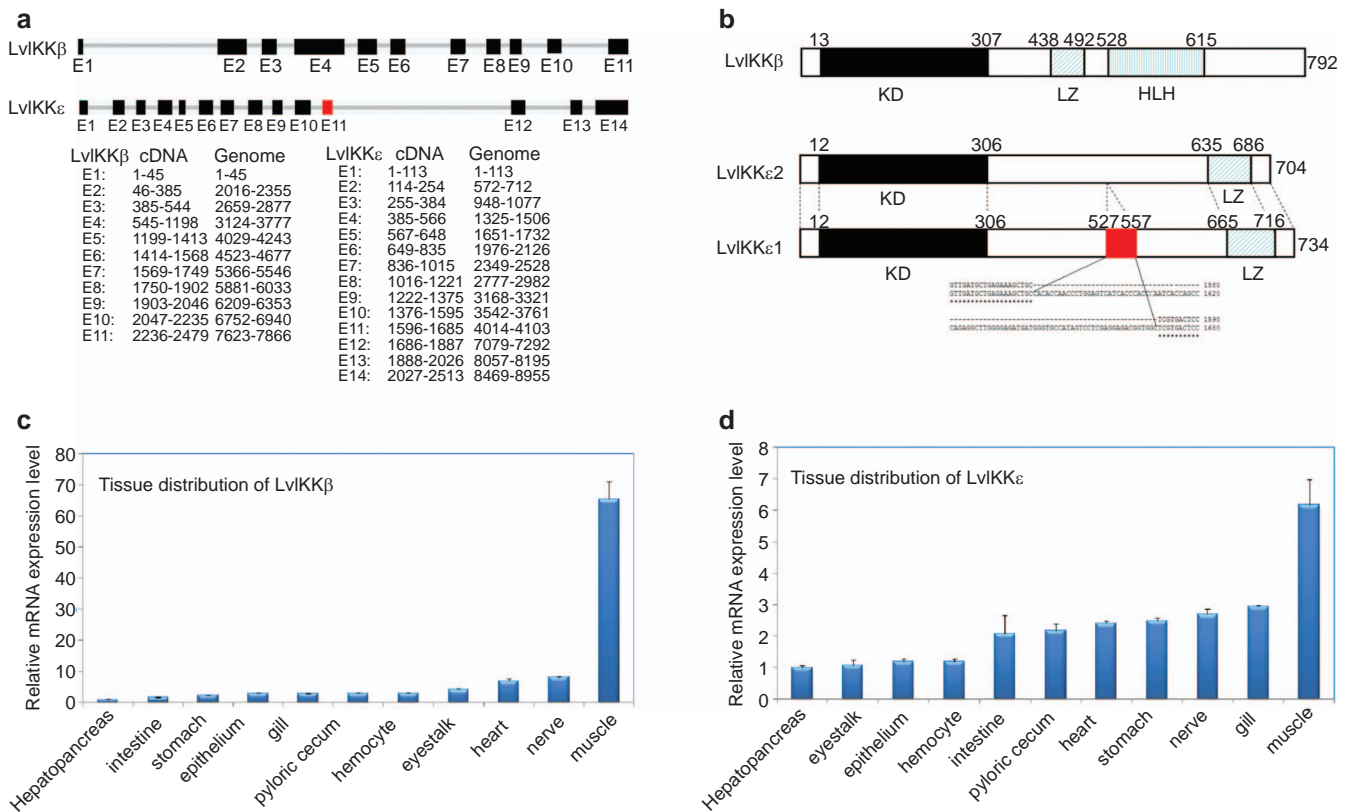 a
LvIKKβ
E1 E2 E3 E4 E5 E6 E7 E8 E9 E10 E11
LvIKKε
E1 E2 E3 E4 E5 E6 E7 E8 E9 E10 E11 E12 E13 E14
LvIKKβ cDNA Genome
E1: 1-45 1-45
E2: 46-385 2016-2355
E3: 385-544 2659-2877
E4: 545-1198 3124-3777
E5: 1199-1413 4029-4243
E6: 1414-1568 4523-4677
E7: 1569-1749 5366-5546
E8: 1750-1902 5881-6033
E9: 1903-2046 6209-6353
E10: 2047-2235 6752-6940
E11: 2236-2479 7623-7866
LvIKKε cDNA Genome
E1: 1-113 1-113
E2: 114-254 572-712
E3: 255-384 948-1077
E4: 385-566 1325-1506
E5: 567-648 1651-1732
E6: 649-835 1976-2126
E7: 836-1015 2349-2528
E8: 1016-1221 2777-2982
E9: 1222-1375 3168-3321
E10: 1376-1595 3542-3761
E11: 1596-1685 4014-4103
E12: 1686-1887 7079-7292
E13: 1888-2026 8057-8195
E14: 2027-2513 8469-8955
b
13 307 438 492 528 615
LvIKKβ 792
KD LZ HLH
12 306 635 686
LvIKKε2 704
KD LZ
12 306 527 557 665 716
LvIKKε1 734
KD LZ
GTTGATGCTGAGAAAGCTGC
1620
1680
TCGTGACTCC
c
Relative mRNA expression level
80
70
60
50
40
30
20
10
0
Tissue distribution of LvIKKβ
Hepatopancreas intestine stomach epithelium gill pyloric cecum hemocyte eyestalk heart nerve muscle
d
Relative mRNA expression level
8
7
6
5
4
3
2
1
0
Tissue distribution of LvIKKε
Hepatopancreas eyestalk epithelium hemocyte intestine pyloric cecum heart stomach nerve gill muscle